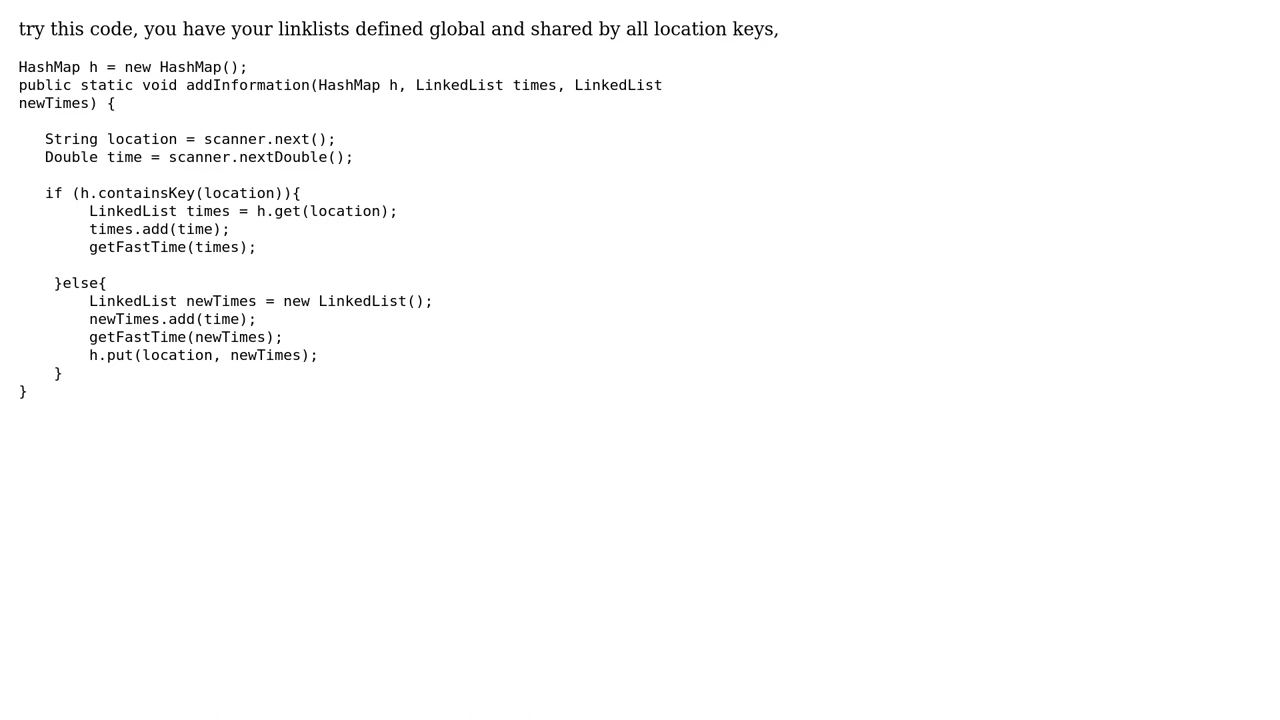 try this code, you have your linklists defined global and shared by all location keys,
HashMap h = new HashMap();
public static void addInformation(HashMap h, LinkedList times, LinkedList
newTimes) {
String location = scanner.next();
Double time = scanner.nextDouble();
if (h.containsKey(location)){
LinkedList times = h.get(location);
times.add(time);
getFastTime(times);
}else{
LinkedList newTimes = new LinkedList();
newTimes.add(time);
getFastTime(newTimes);
h.put(location, newTimes);
}
}